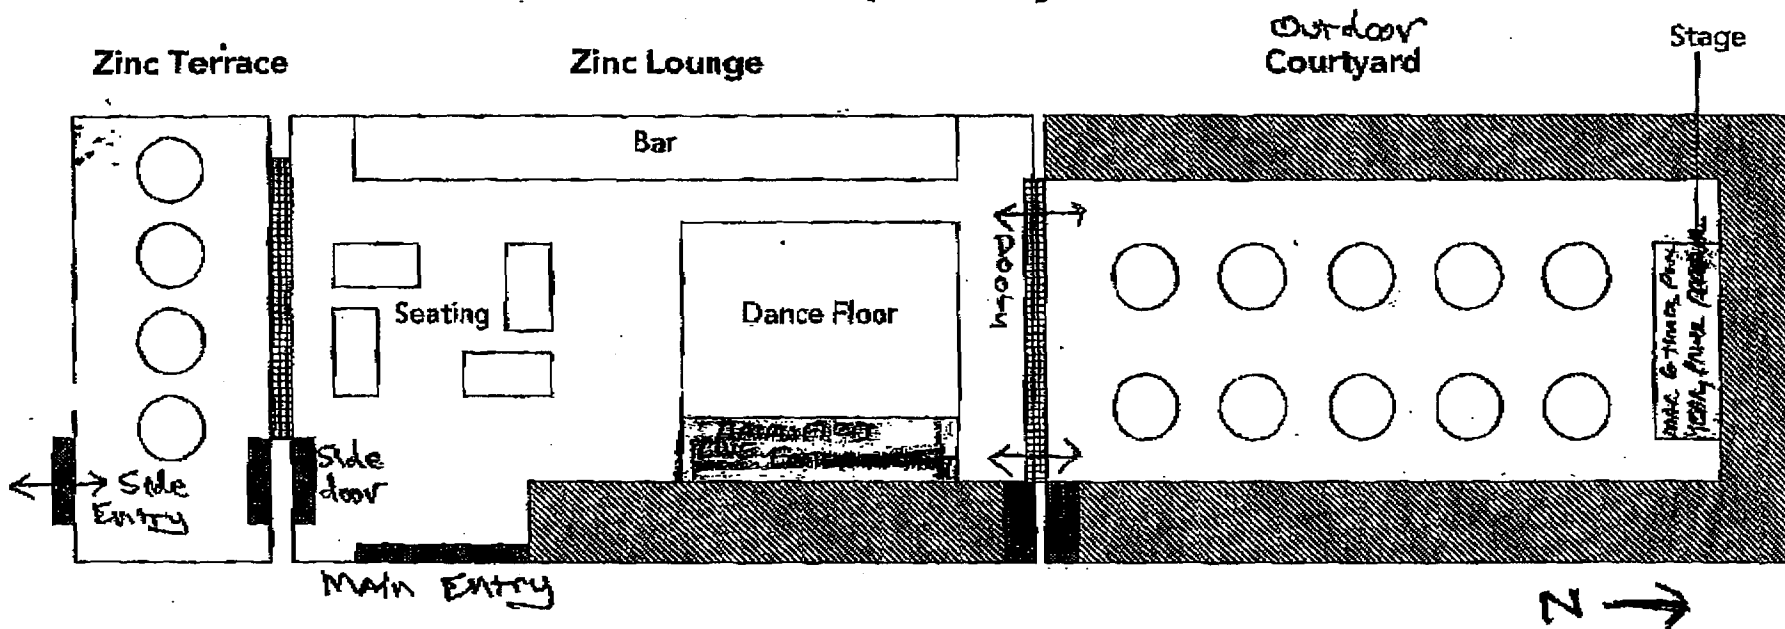 Zinc Terrace
Zinc Lounge
Outdoor
Courtyard
Stage
Bar
Seating
Dance Floor
Side
Entry
Side
door
Main Entry
N